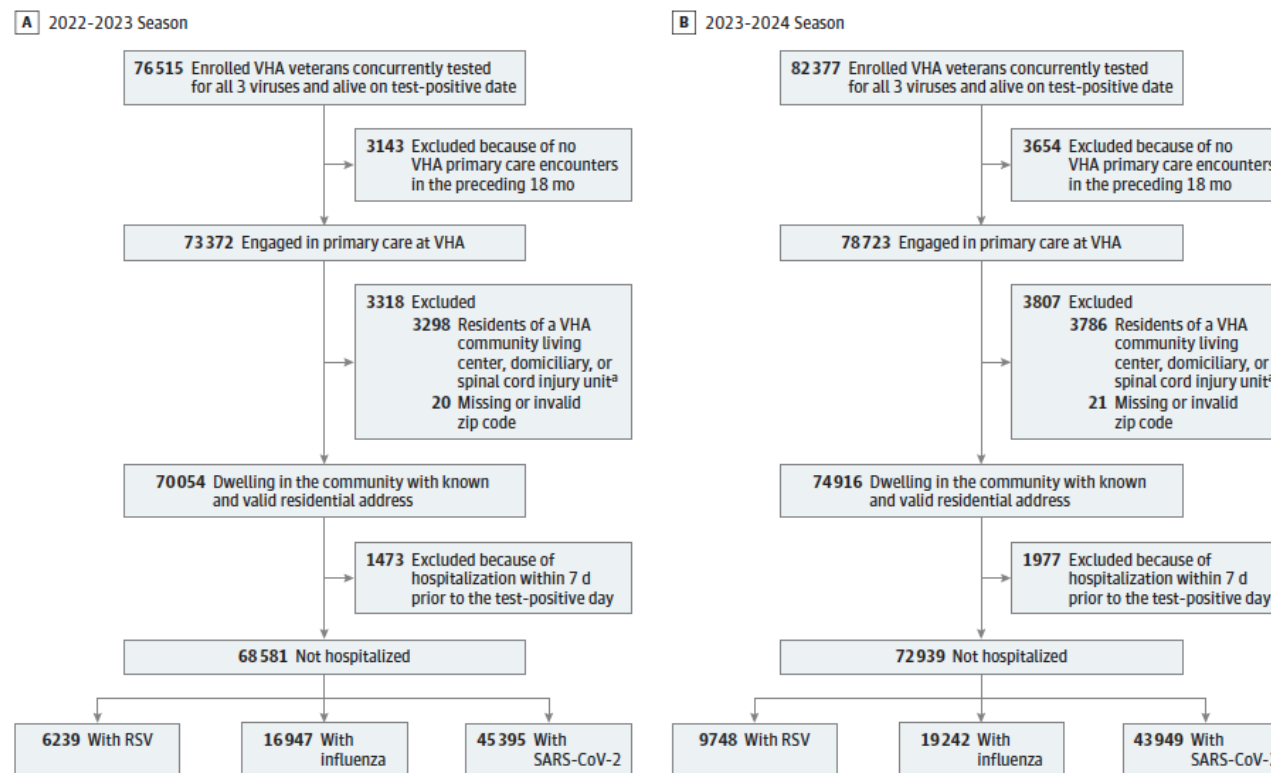 A 2022-2023 Season
76515 Enrolled VHA veterans concurrently tested
for all 3 viruses and alive on test-positive date
3143 Excluded because of no
VHA primary care encounters
in the preceding 18 mo
73372 Engaged in primary care at VHA
3318 Excluded
3298 Residents of a VHA
community living
center, domiciliary, or
spinal cord injury unitª
20 Missing or invalid
zip code
70054 Dwelling in the community with known
and valid residential address
1473 Excluded because of
hospitalization within 7 d
prior to the test-positive day
68581 Not hospitalized
6239 With RSV
16947 With
influenza
45395 With
SARS-CoV-2
B 2023-2024 Season
82377 Enrolled VHA veterans concurrently tested
for all 3 viruses and alive on test-positive date
3654 Excluded because of no
VHA primary care encounters
in the preceding 18 mo
78723 Engaged in primary care at VHA
3807 Excluded
3786 Residents of a VHA
community living
center, domiciliary, or
spinal cord injury unitª
21 Missing or invalid
zip code
74916 Dwelling in the community with known
and valid residential address
1977 Excluded because of
hospitalization within 7 d
prior to the test-positive day
72939 Not hospitalized
9748 With RSV
19242 With
influenza
43949 With
SARS-CoV-2